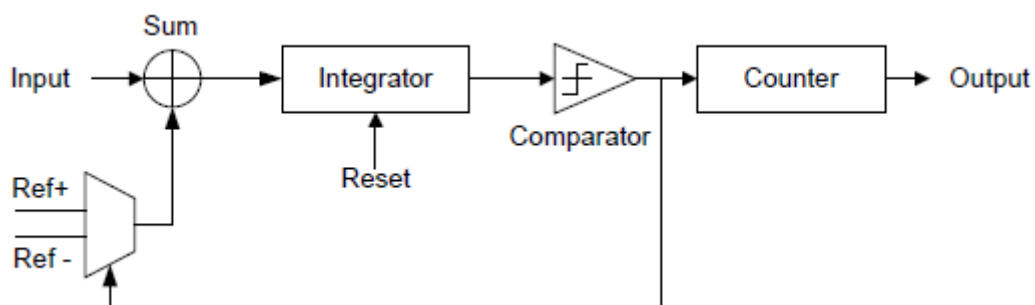 Sum
Input
Integrator
Counter
Output
Comparator
Reset
Ref+
Ref -